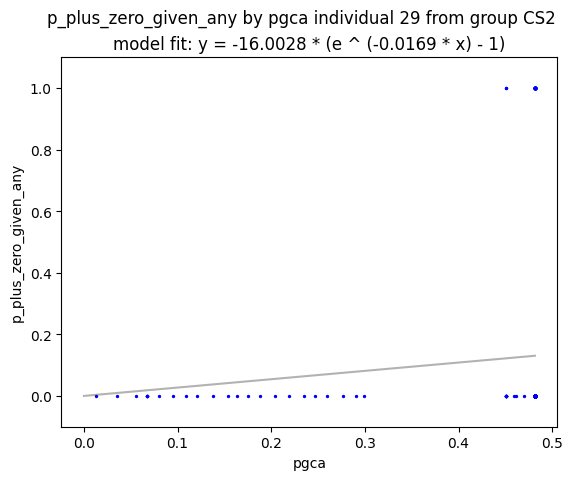 p_plus_zero_given_any by pgca individual 29 from group CS2
model fit: y = -16.0028 * (e ^ (-0.0169 * x) - 1)
1.0
0.8
0.6
0.4
0.2
0.0
p_plus_zero_given_any
0.0 0.1 0.2 0.3 0.4 0.5
pgca